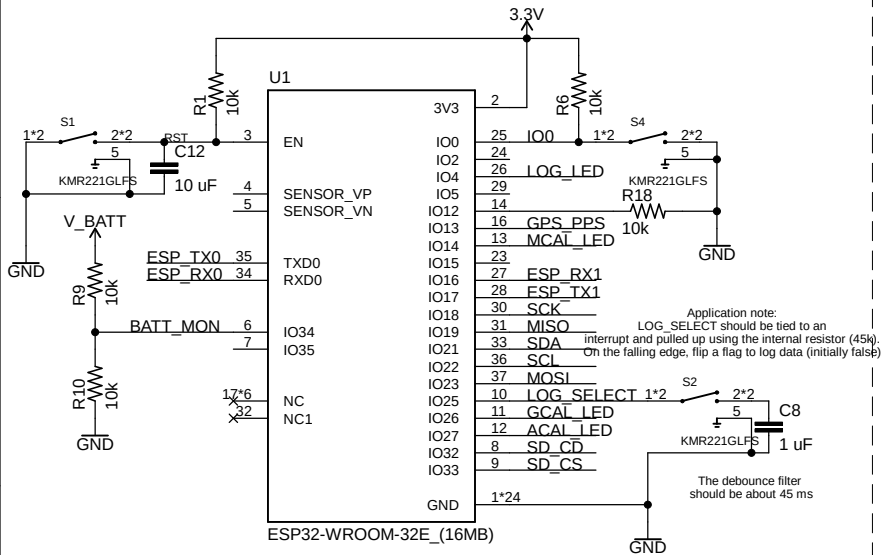 3.3V
U1
R1
10k
R6
10k
2
3V3
S1
1*2
2*2
RST
3
EN
5
C12
KMR221GLFS
10 uF
GND
25
IO0
IO0
1*2
S4
2*2
5
KMR221GLFS
24
IO2
26
IO4
LOG_LED
29
IO5
4
SENSOR_VP
5
SENSOR_VN
14
IO12
R18
10k
GND
16
IO13
GPS_PPS
13
IO14
MCAL_LED
23
IO15
V_BATT
R9
10k
ESP_TX0
35
TXD0
ESP_RX0
34
RXD0
27
IO16
ESP_RX1
28
IO17
ESP_TX1
30
IO18
SCK
31
IO19
MISO
33
IO21
SDA
36
IO22
SCL
37
IO23
MOSI
BATT_MON
6
IO34
7
IO35
R10
10k
GND
17*6
NC
32
NC1
Application note:
LOG_SELECT should be tied to an
interrupt and pulled up using the internal resistor (45k).
On the falling edge, flip a flag to log data (initially false)
10
IO25
LOG_SELECT
1*2
S2
2*2
5
KMR221GLFS
C8
1 uF
11
IO26
GCAL_LED
12
IO27
ACAL_LED
8
IO32
SD_CD
9
IO33
SD_CS
The debounce filter
should be about 45 ms
GND
1*24
GND
ESP32-WROOM-32E_(16MB)